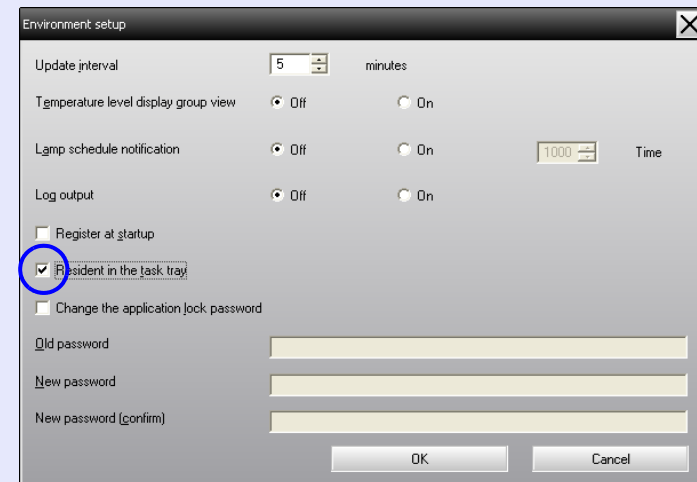 Environment setup
Update interval 5 minutes
Temperature level display group view Off On
Lamp schedule notification Off On 1000 Time
Log output Off On
Register at startup
Resident in the task tray
Change the application lock password
Old password
New password
New password (confirm)
OK Cancel